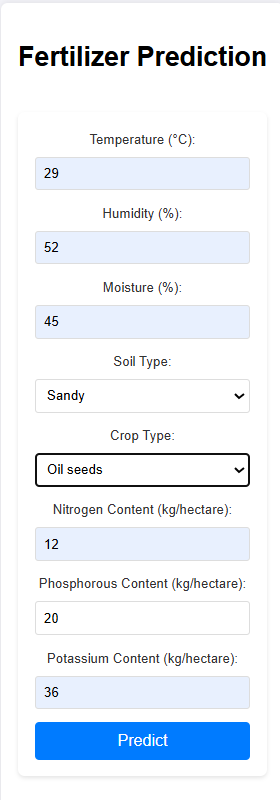 Fertilizer Prediction
Temperature (°C):
29
Humidity (%):
52
Moisture (%):
45
Soil Type:
Sandy
Crop Type:
Oil seeds
Nitrogen Content (kg/hectare):
12
Phosphorous Content (kg/hectare):
20
Potassium Content (kg/hectare):
36
Predict